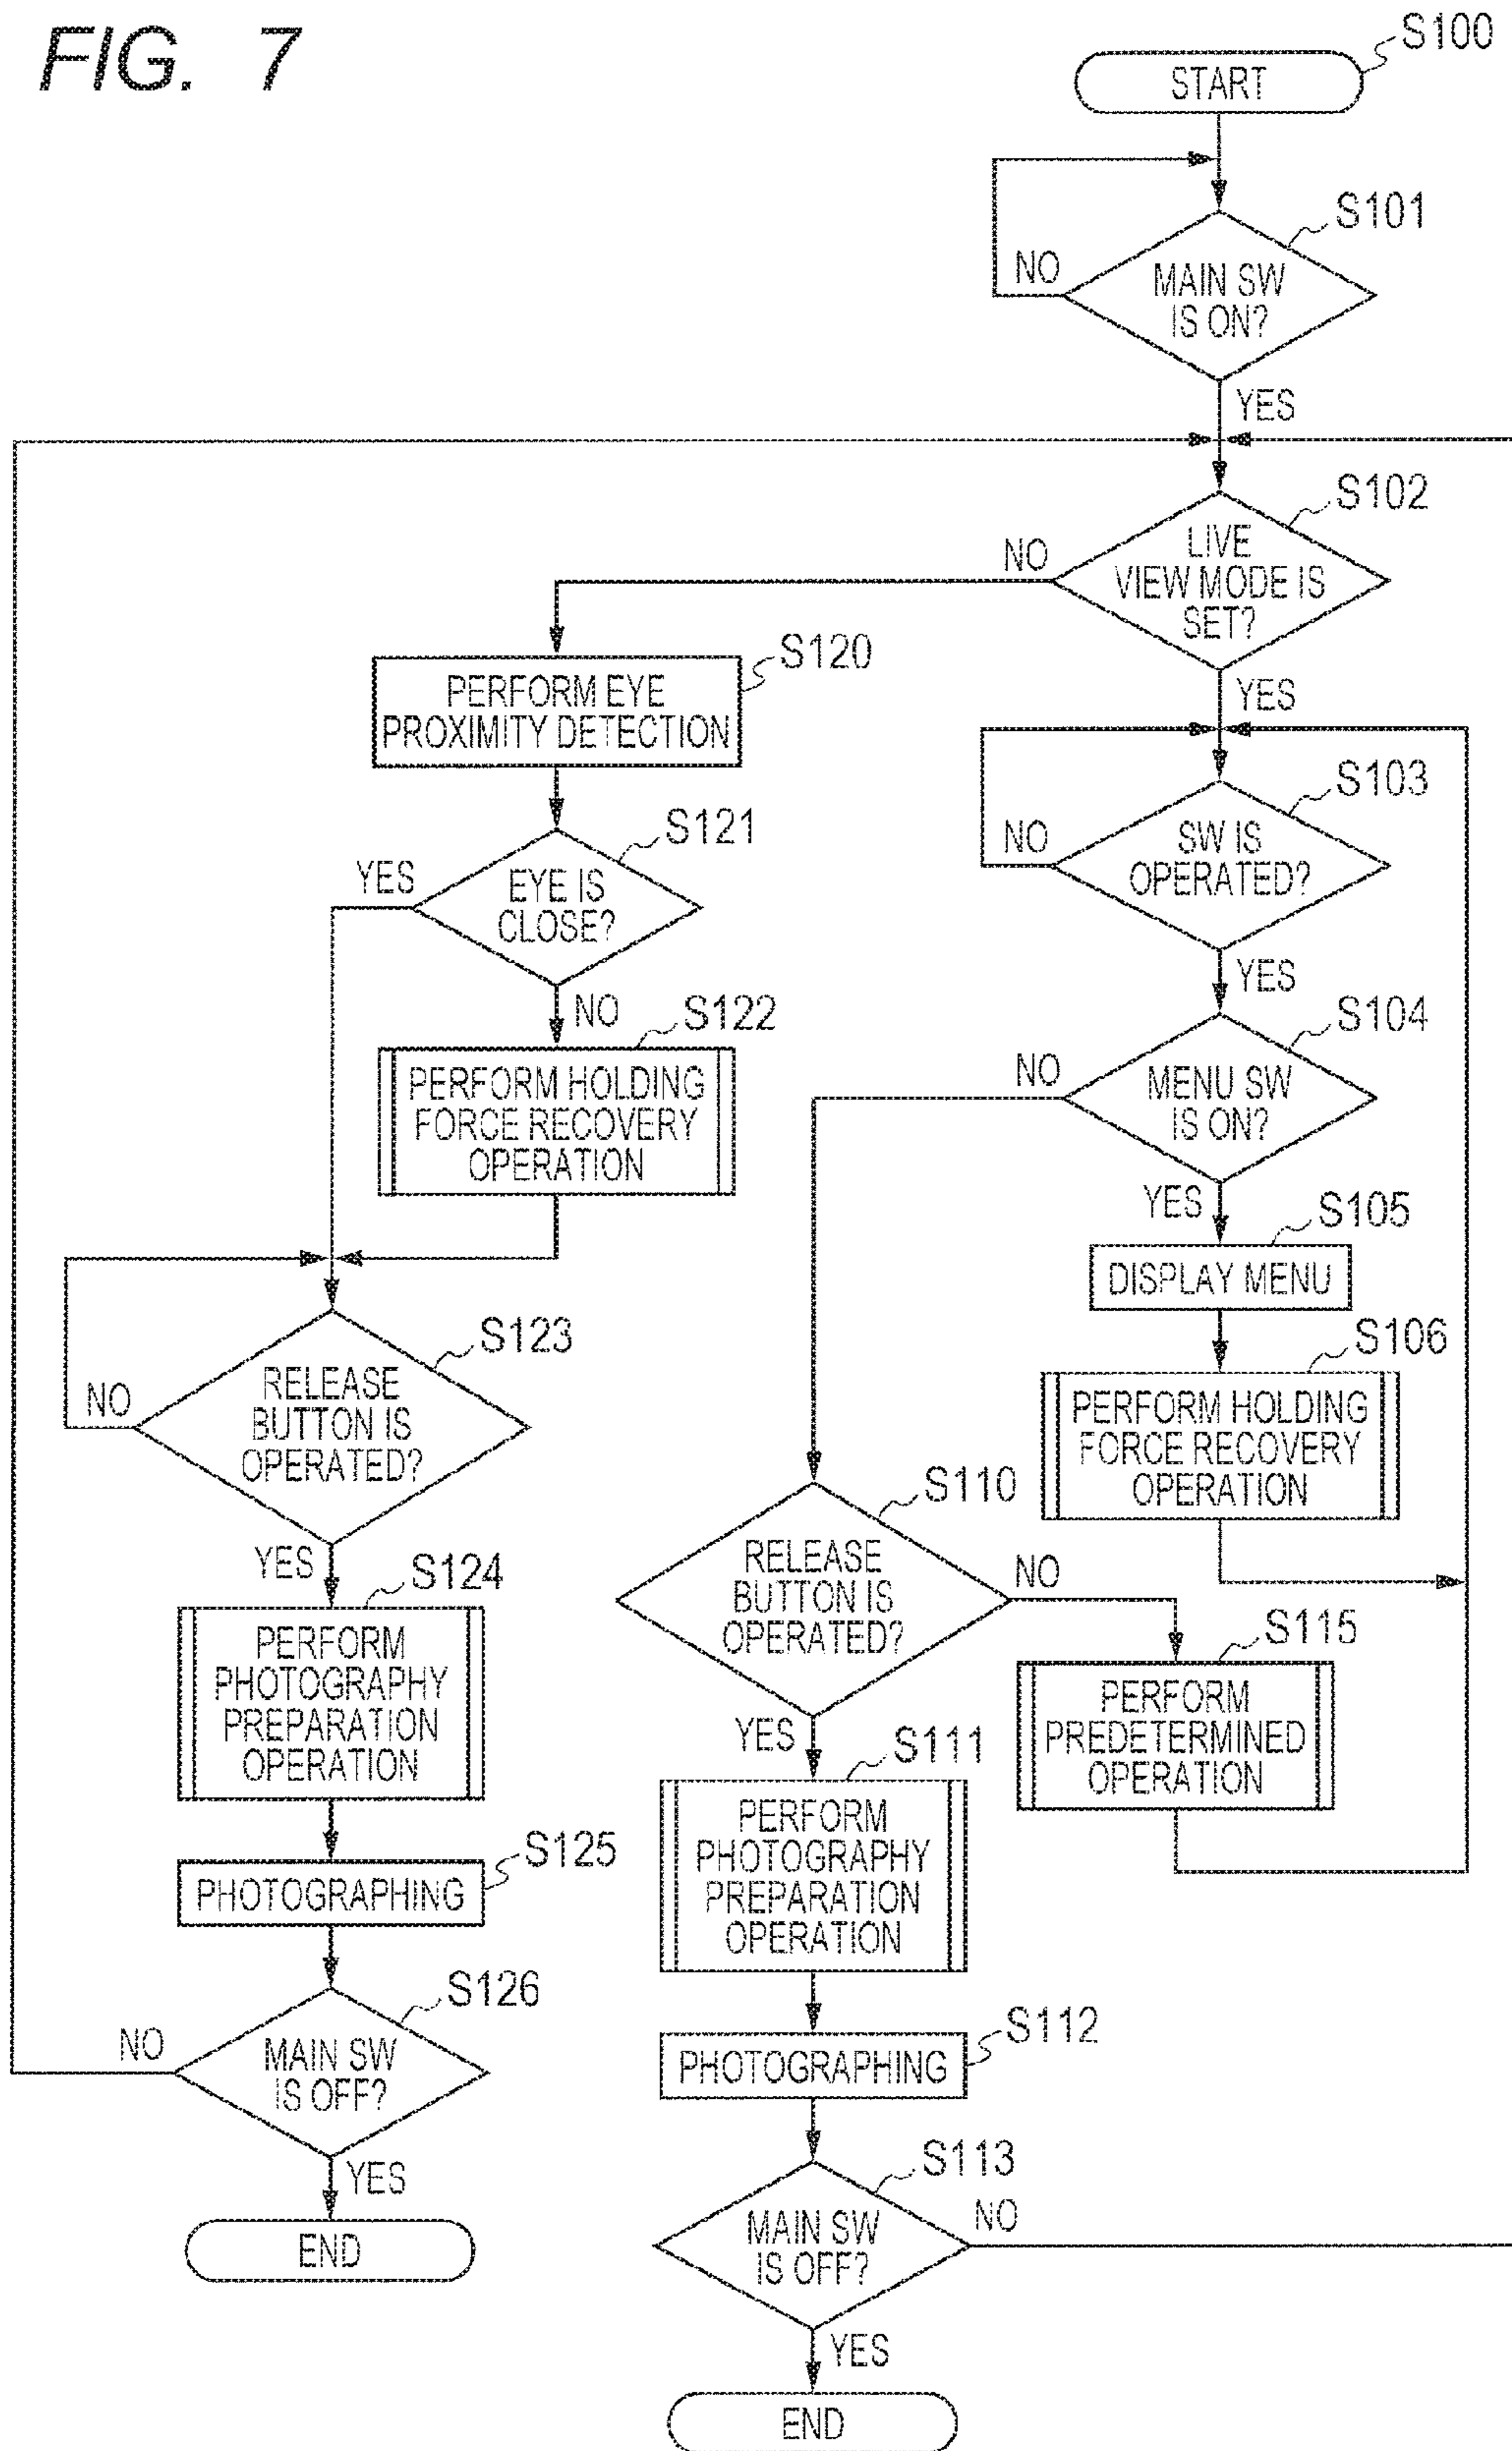 FIG. 7
START
S100
MAIN SW
IS ON?
S101
NO
YES
LIVE
VIEW MODE IS
SET?
S102
NO
YES
SW IS
OPERATED?
S103
NO
YES
MENU SW
IS ON?
S104
NO
YES
DISPLAY MENU
S105
PERFORM HOLDING
FORCE RECOVERY
OPERATION
S106
RELEASE
BUTTON IS
OPERATED?
S110
NO
YES
PERFORM
PREDETERMINED
OPERATION
S115
PERFORM
PHOTOGRAPHY
PREPARATION
OPERATION
S111
PHOTOGRAPHING
S112
MAIN SW
IS OFF?
S113
NO
YES
END
PERFORM EYE
PROXIMITY DETECTION
S120
EYE IS
CLOSE?
S121
YES
NO
PERFORM HOLDING
FORCE RECOVERY
OPERATION
S122
RELEASE
BUTTON IS
OPERATED?
S123
NO
YES
PERFORM
PHOTOGRAPHY
PREPARATION
OPERATION
S124
PHOTOGRAPHING
S125
MAIN SW
IS OFF?
S126
NO
YES
END